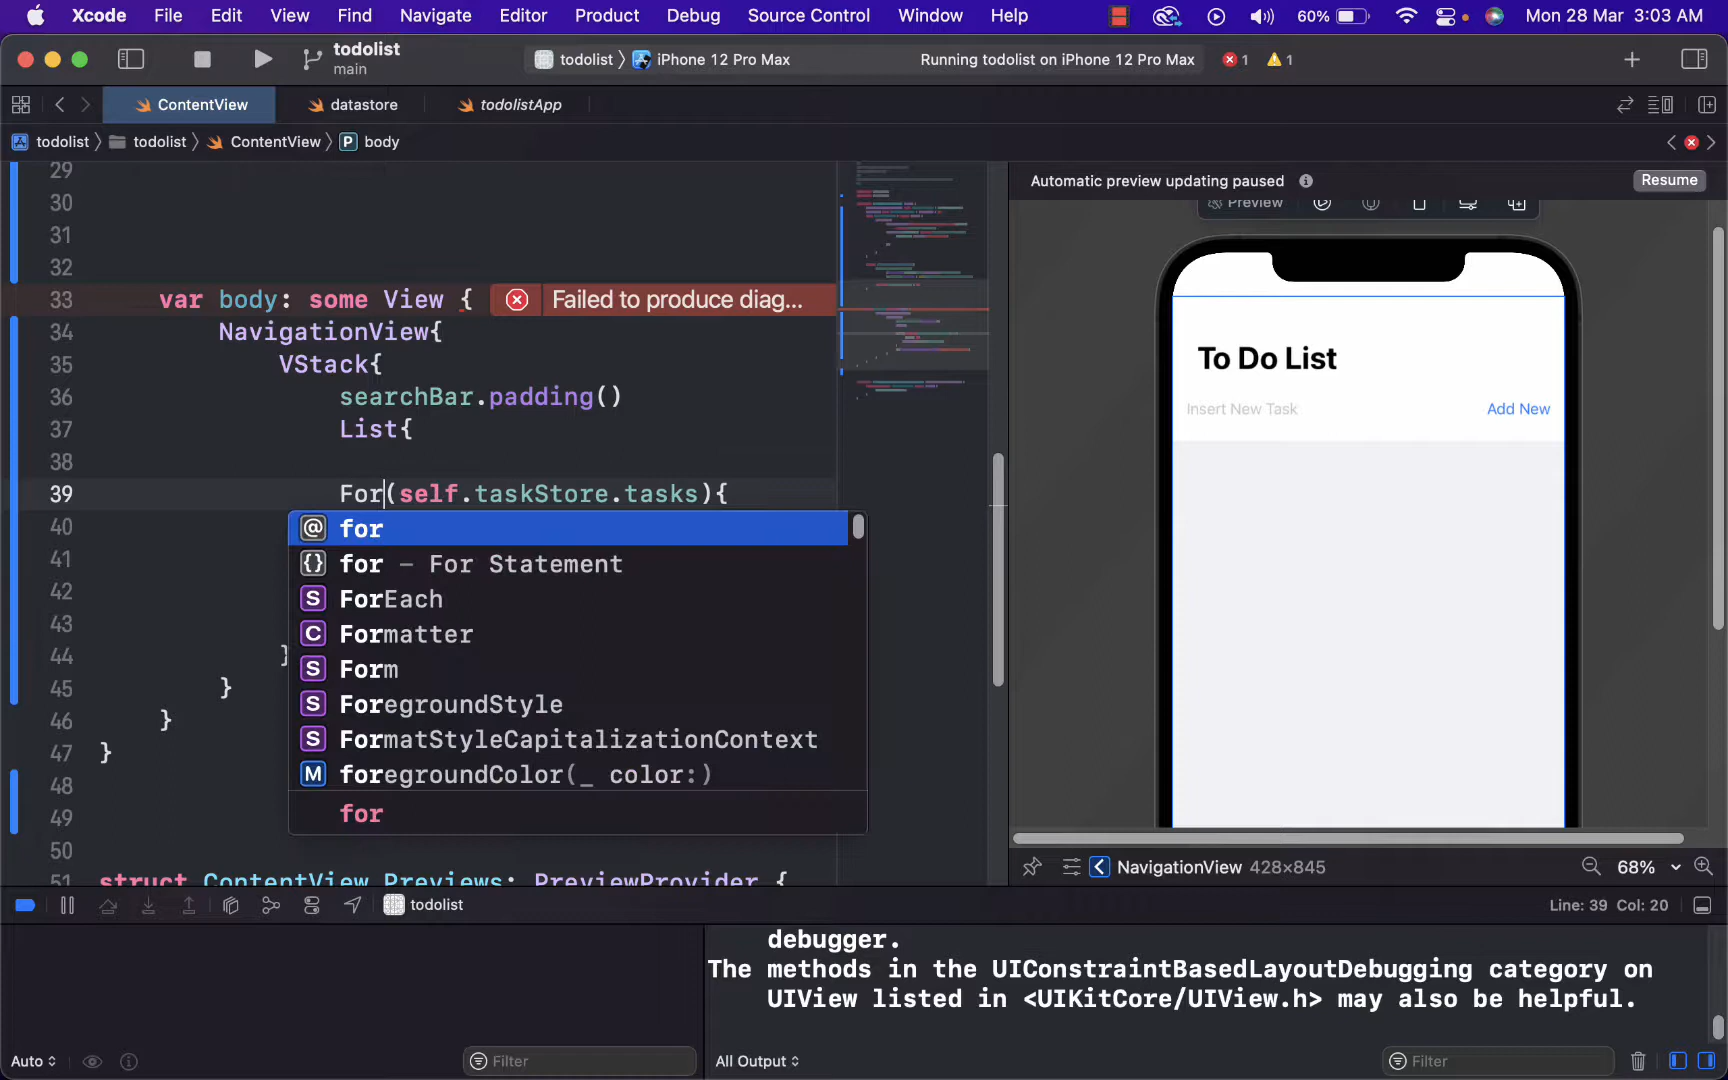 Xcode File Edit View Find Navigate Editor Product Debug Source Control Window Help 60% Mon 28 Mar 3:03 AM
todolist
main
todolist iPhone 12 Pro Max Running todolist on iPhone 12 Pro Max 1 1
ContentView datastore todolistApp
todolist todolist ContentView P body
29
30
31
32
33 var body: some View { Failed to produce diag...
34 NavigationView{
35 VStack{
36 searchBar.padding()
37 List{
38
39 For(self.taskStore.tasks){
40
41
42
43
44 }
45 }
46 }
47 }
48
49
50
51 struct ContentView_Previews: PreviewProvider {
@ for
{} for – For Statement
S ForEach
C Formatter
S Form
S ForegroundStyle
S FormatStyleCapitalizationContext
M foregroundColor(_ color:)
for
Automatic preview updating paused Resume
Preview
To Do List
Insert New Task Add New
NavigationView 428×845 68%
todolist Line: 39 Col: 20
debugger.
The methods in the UIConstraintBasedLayoutDebugging category on
UIView listed in <UIKitCore/UIView.h> may also be helpful.
Auto Filter All Output Filter